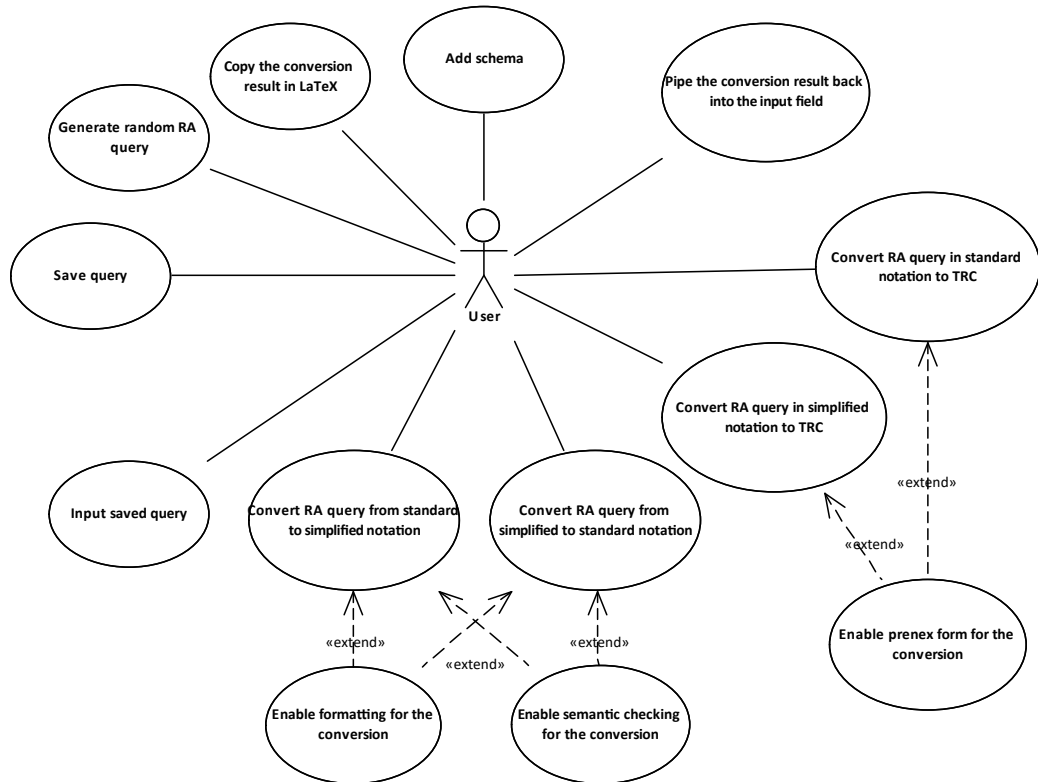 Copy the conversion
result in LaTeX
Add schema
Pipe the conversion result back
into the input field
Generate random RA
query
Save query
Convert RA query in standard
notation to TRC
User
Convert RA query in simplified
notation to TRC
Input saved query
Convert RA query from standard
to simplified notation
Convert RA query from
simplified to standard notation
«extend»
«extend»
«extend»
«extend»
«extend»
Enable prenex form for the
conversion
Enable formatting for the
conversion
Enable semantic checking
for the conversion